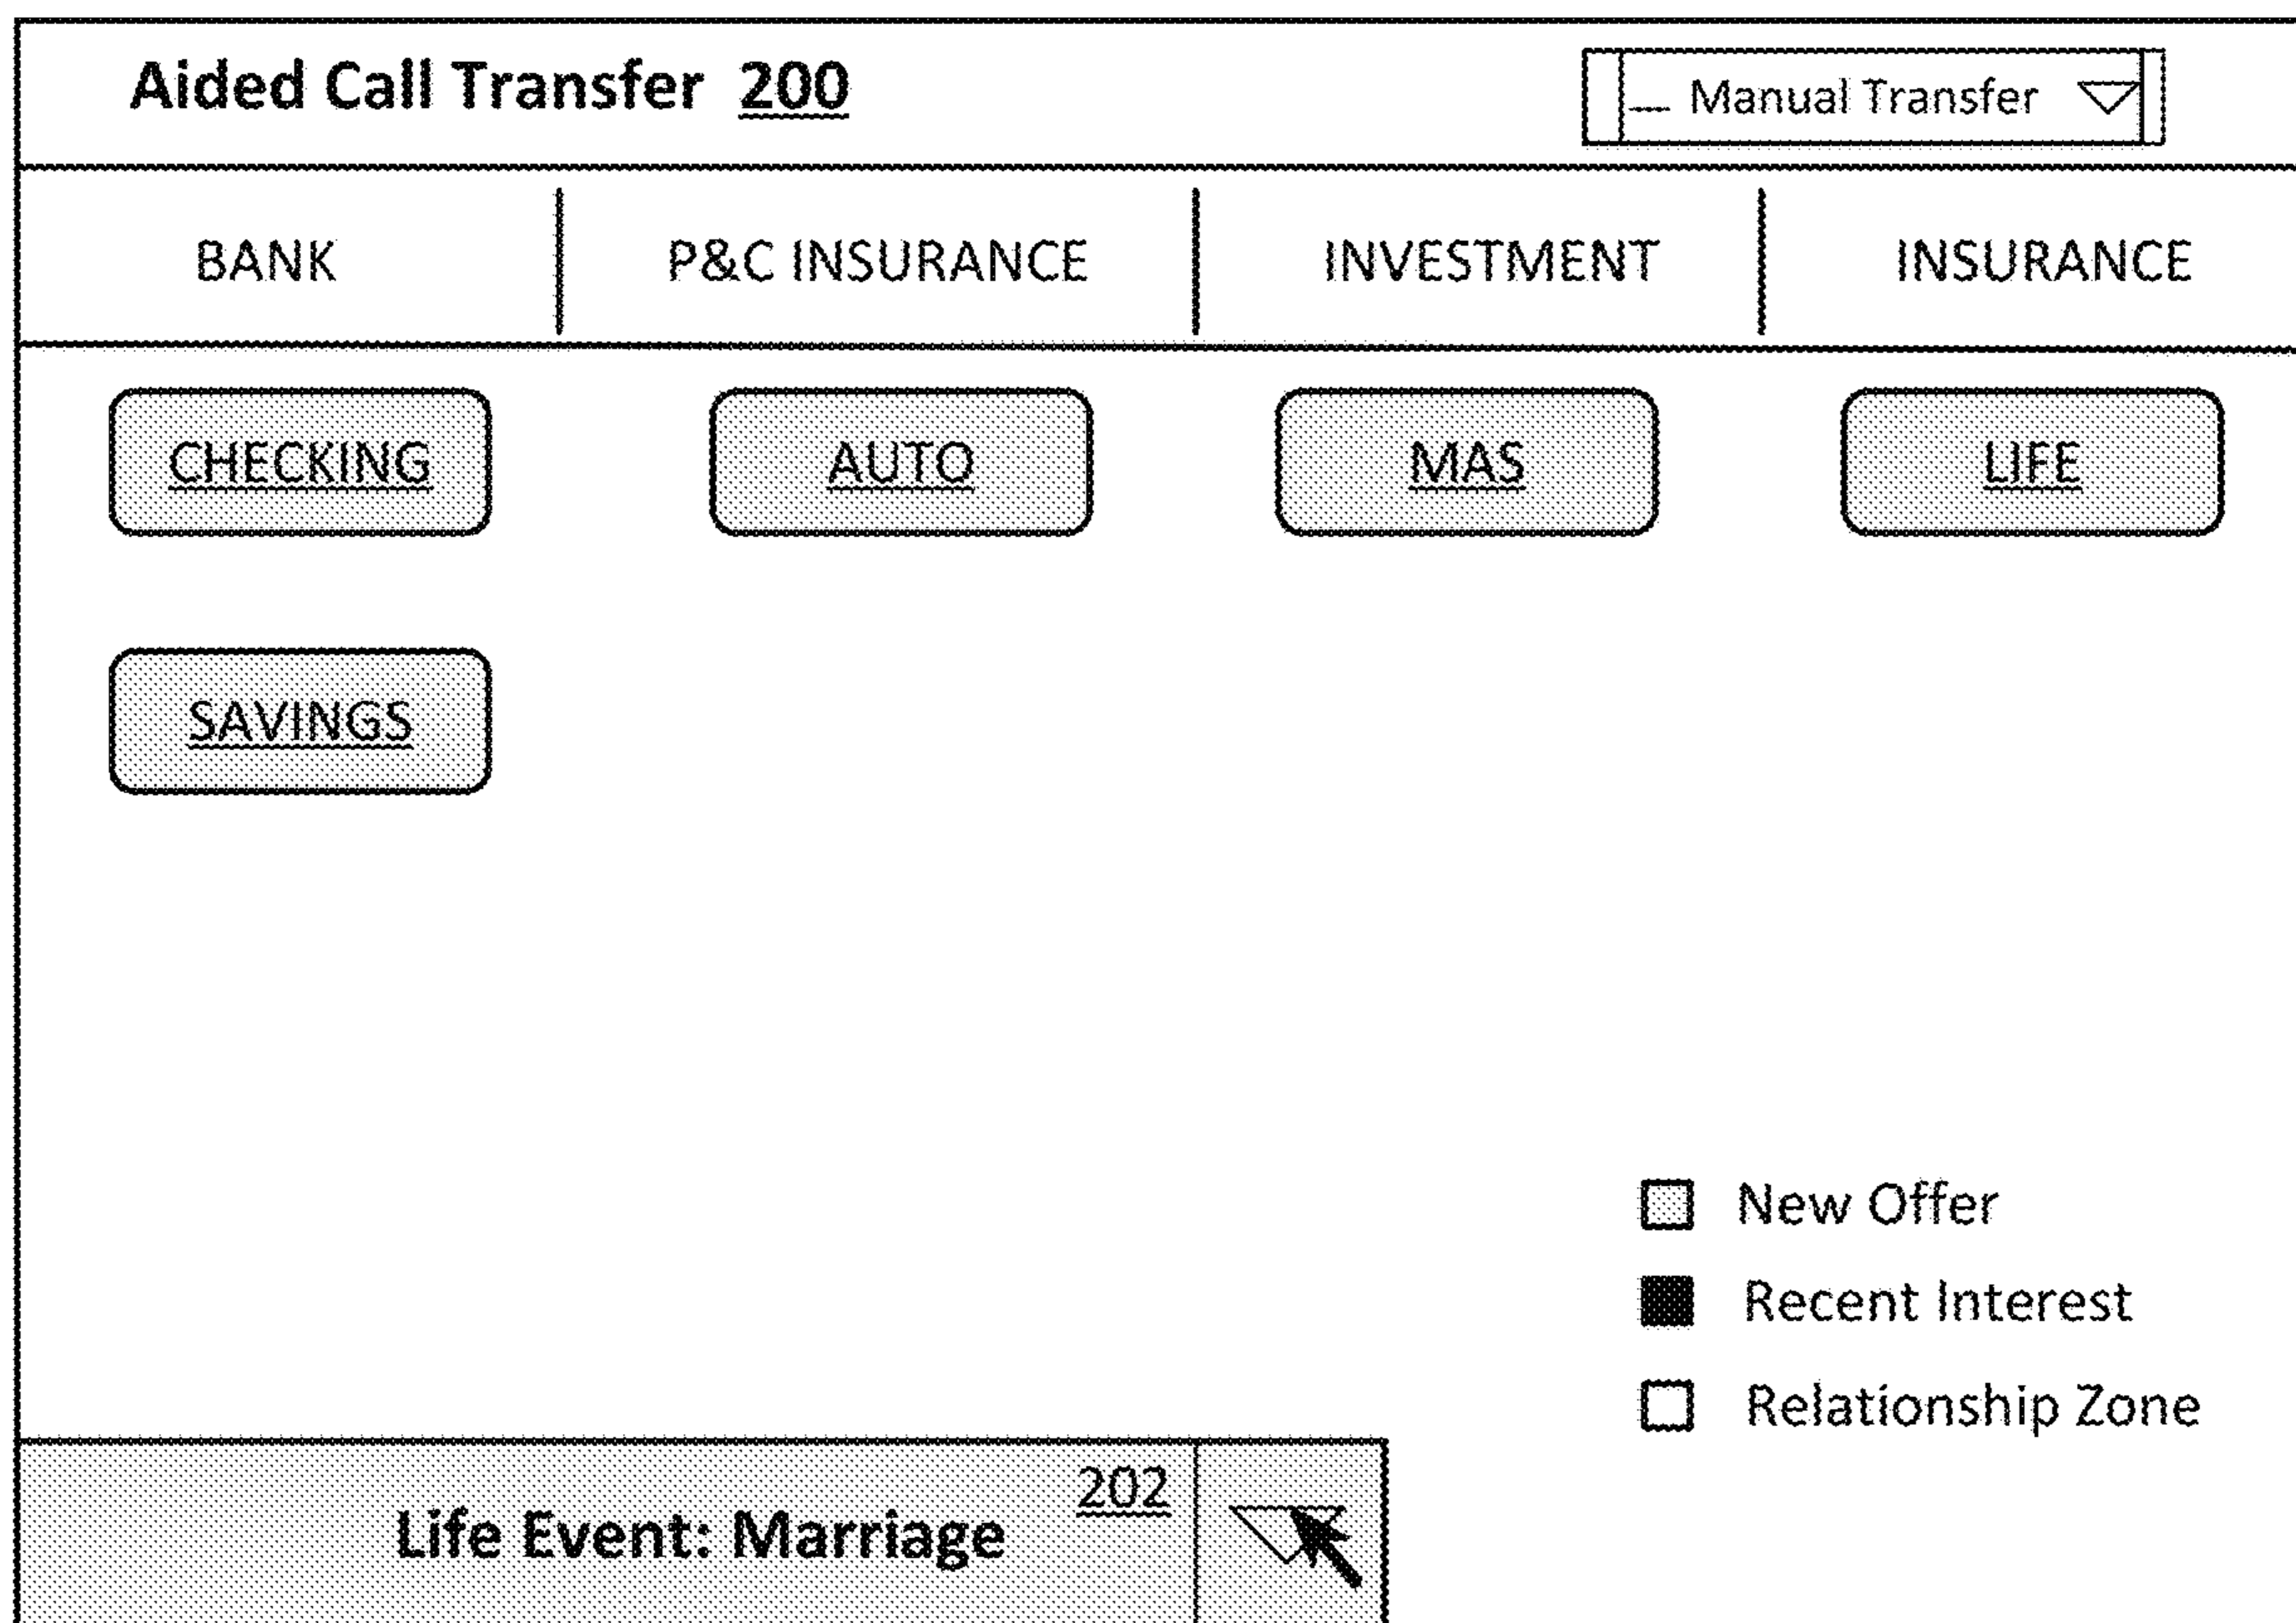 Aided Call Transfer 200
_ Manual Transfer
BANK P&C INSURANCE INVESTMENT INSURANCE
CHECKING AUTO MAS LIFE
SAVINGS
New Offer
Recent Interest
Relationship Zone
202
Life Event: Marriage